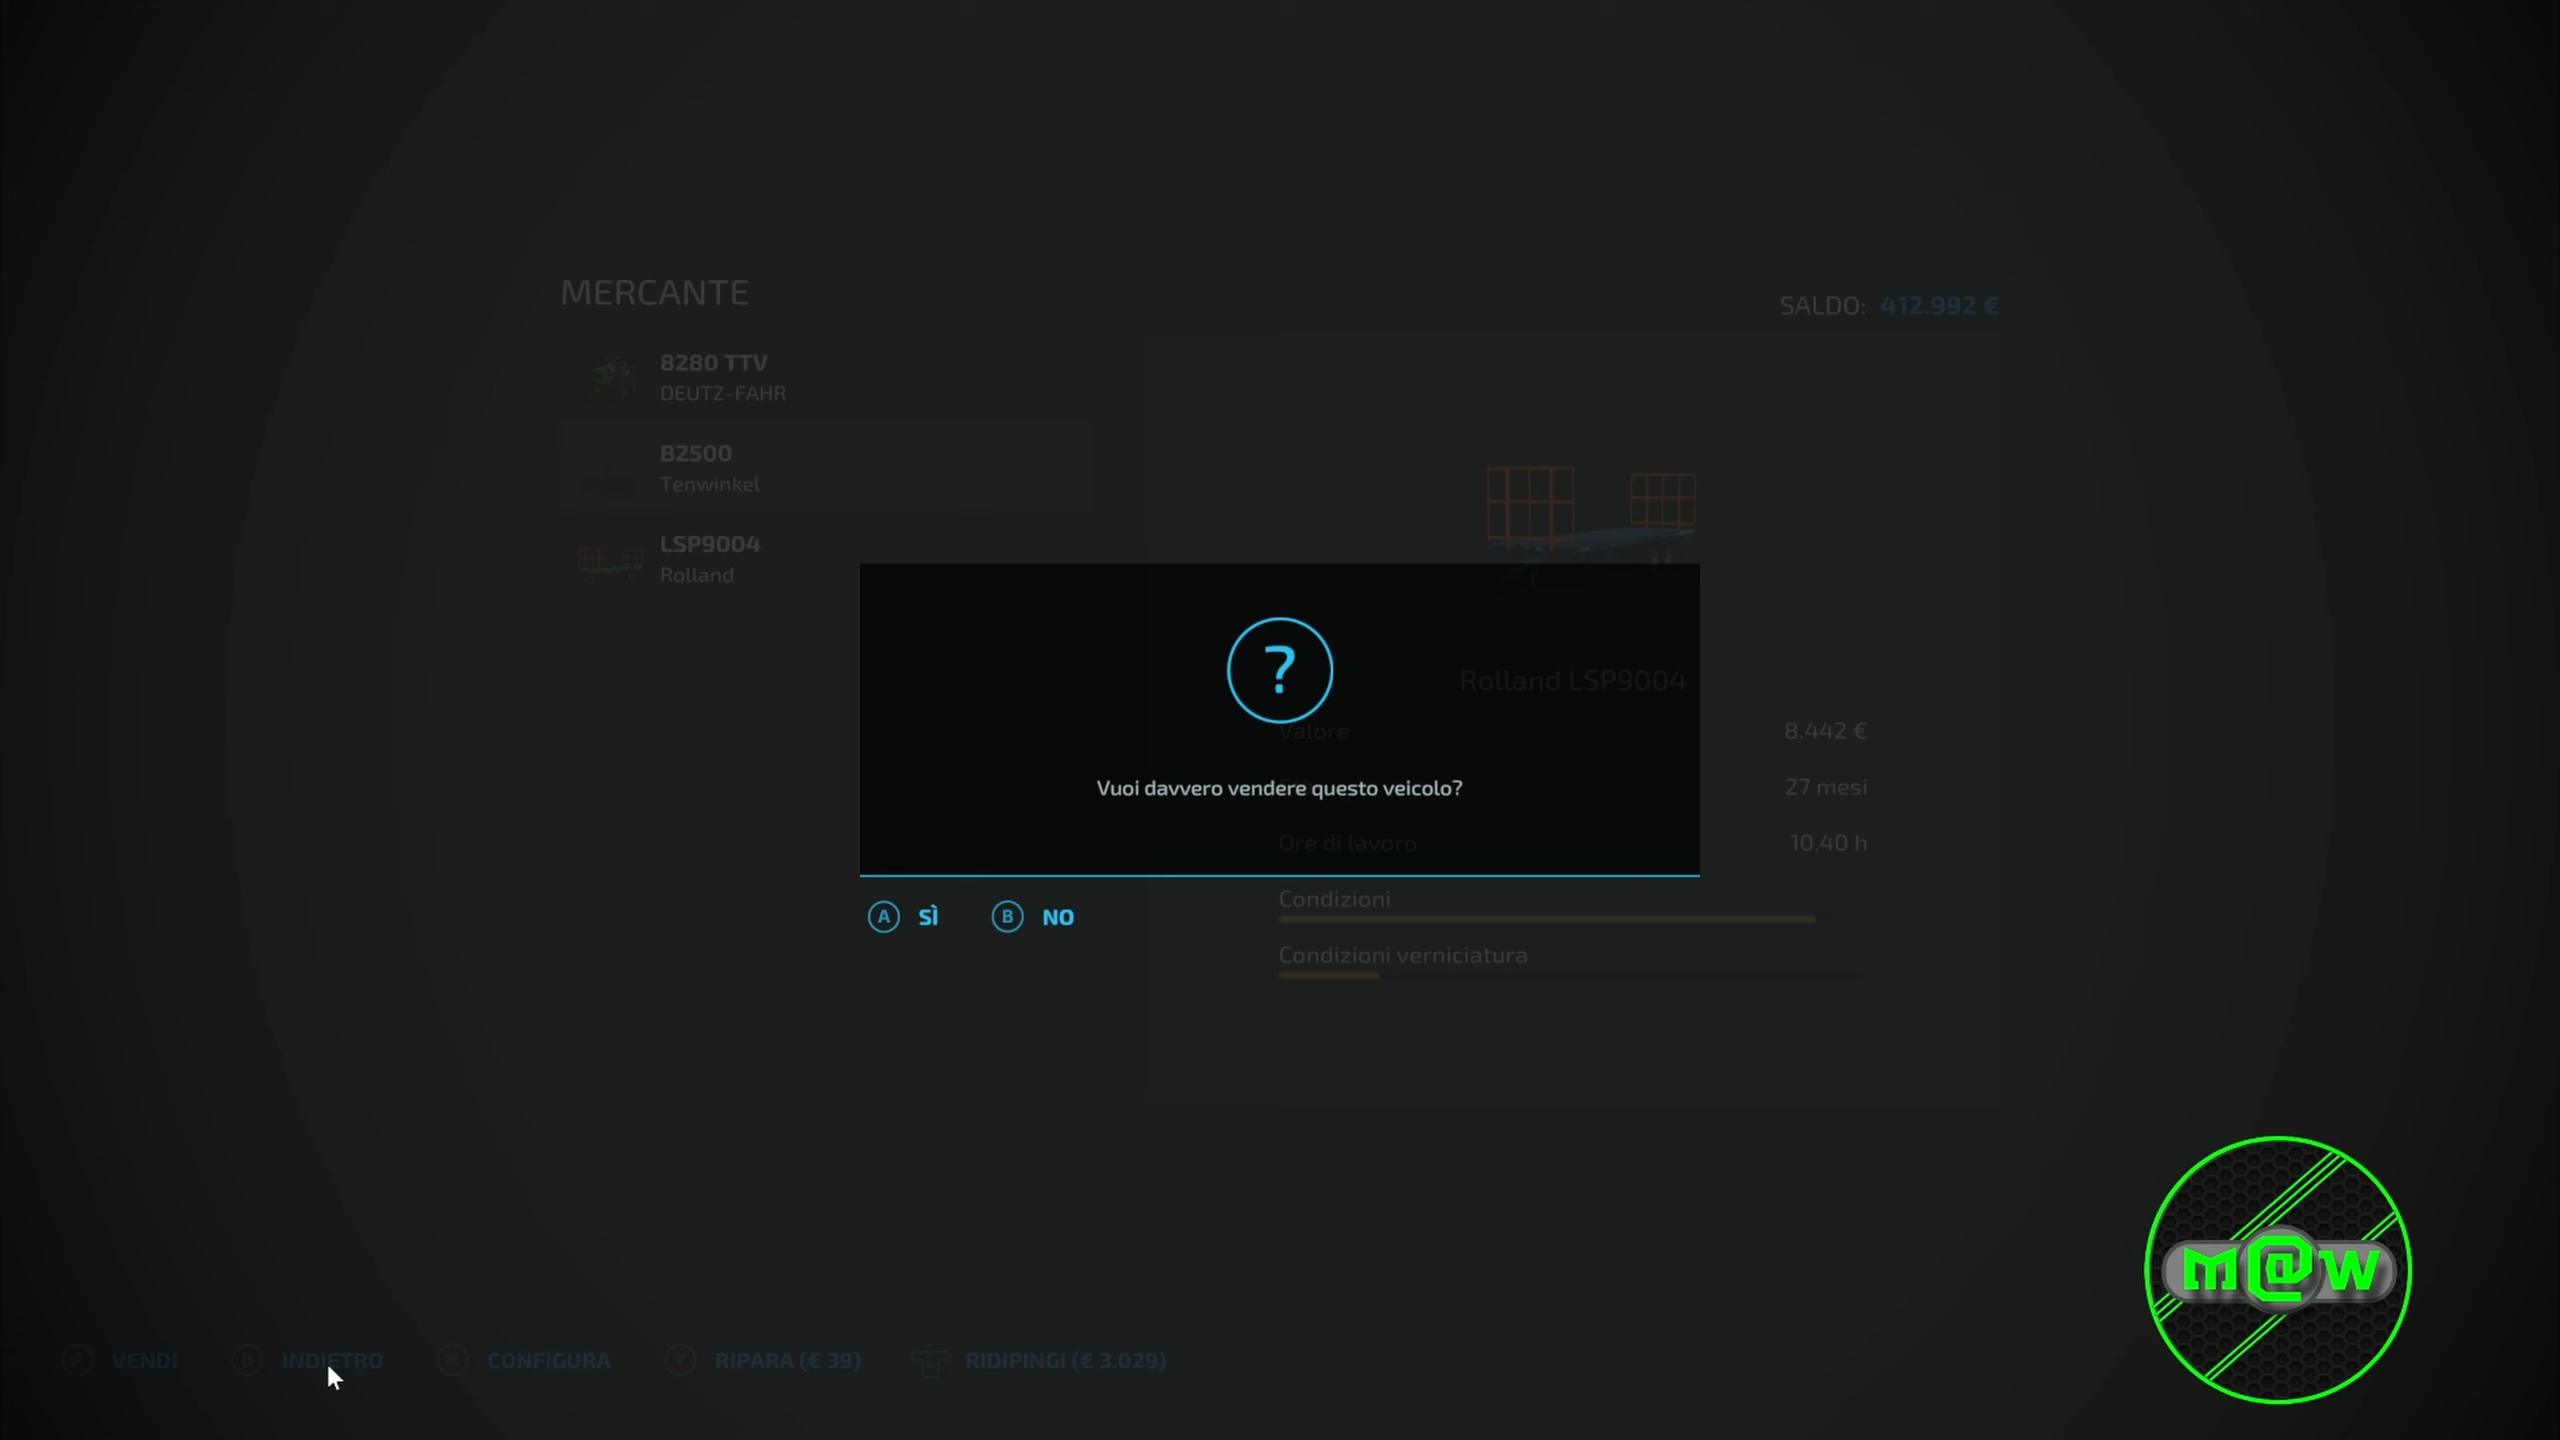 MERCANTE
SALDO: 412.992 €
8280 TTV
DEUTZ-FAHR
B2500
Tenwinkel
LSP9004
Rolland
?
Rolland LSP9004
Valore 8.442 €
Vuoi davvero vendere questo veicolo?
27 mesi
Ore di lavoro 10.40 h
Condizioni
A SÌ B NO
Condizioni verniciatura
m@w
A VENDI B INDIETRO X CONFIGURA Y RIPARA (€ 39) RIDIPINGI (€ 3.029)